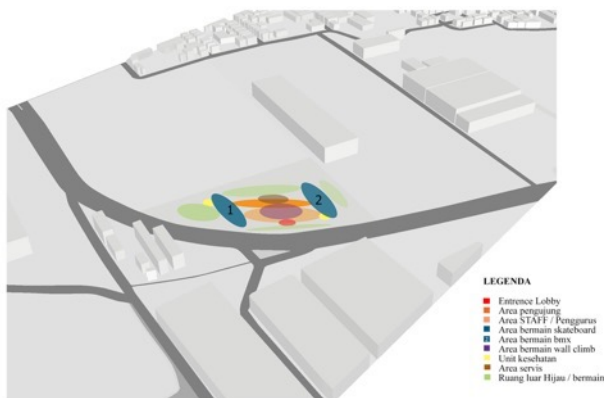 1
2
LEGENDA
Entrence Lobby
Area pengujung
Area STAFF / Penggurus
Area bermain skateboard
Area bermain bmx
Area bermain wall climb
Unit kesehatan
Area servis
Ruang luar Hijau / bermain